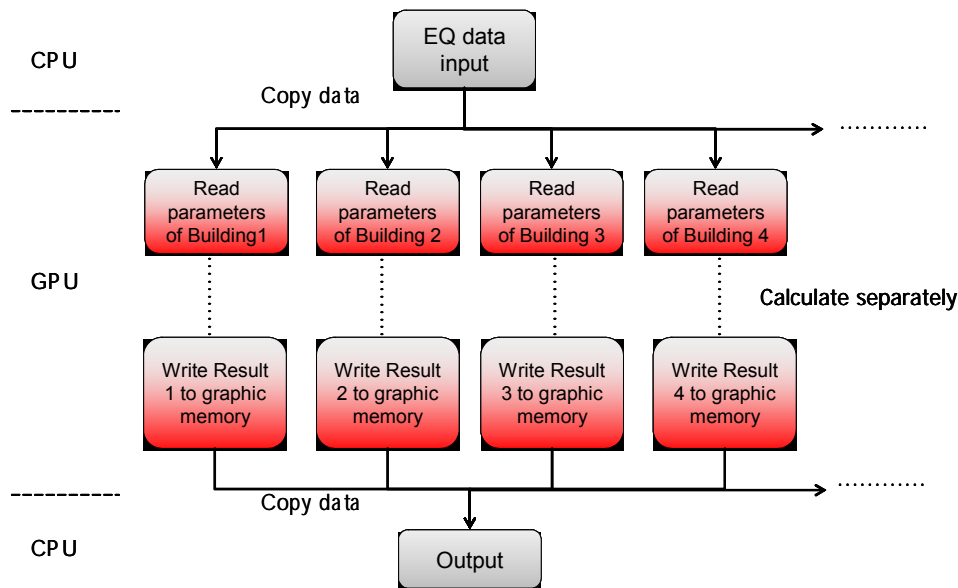 EQ data
input
CPU
Copy data
Read
parameters
of Building1
Read
parameters
of Building 2
Read
parameters
of Building 3
Read
parameters
of Building 4
GPU
Calculate separately
Write Result
1 to graphic
memory
Write Result
2 to graphic
memory
Write Result
3 to graphic
memory
Write Result
4 to graphic
memory
Copy data
CPU
Output